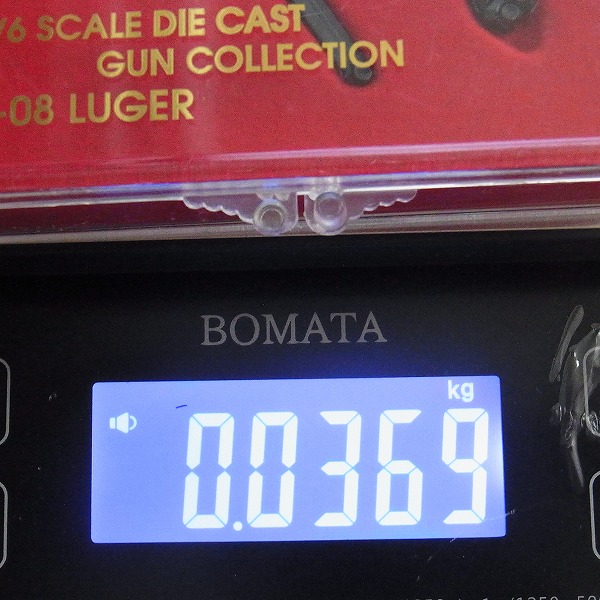 /6 SCALE DIE CAST
GUN COLLECTION
-08 LUGER
BOMATA
kg
0.0369